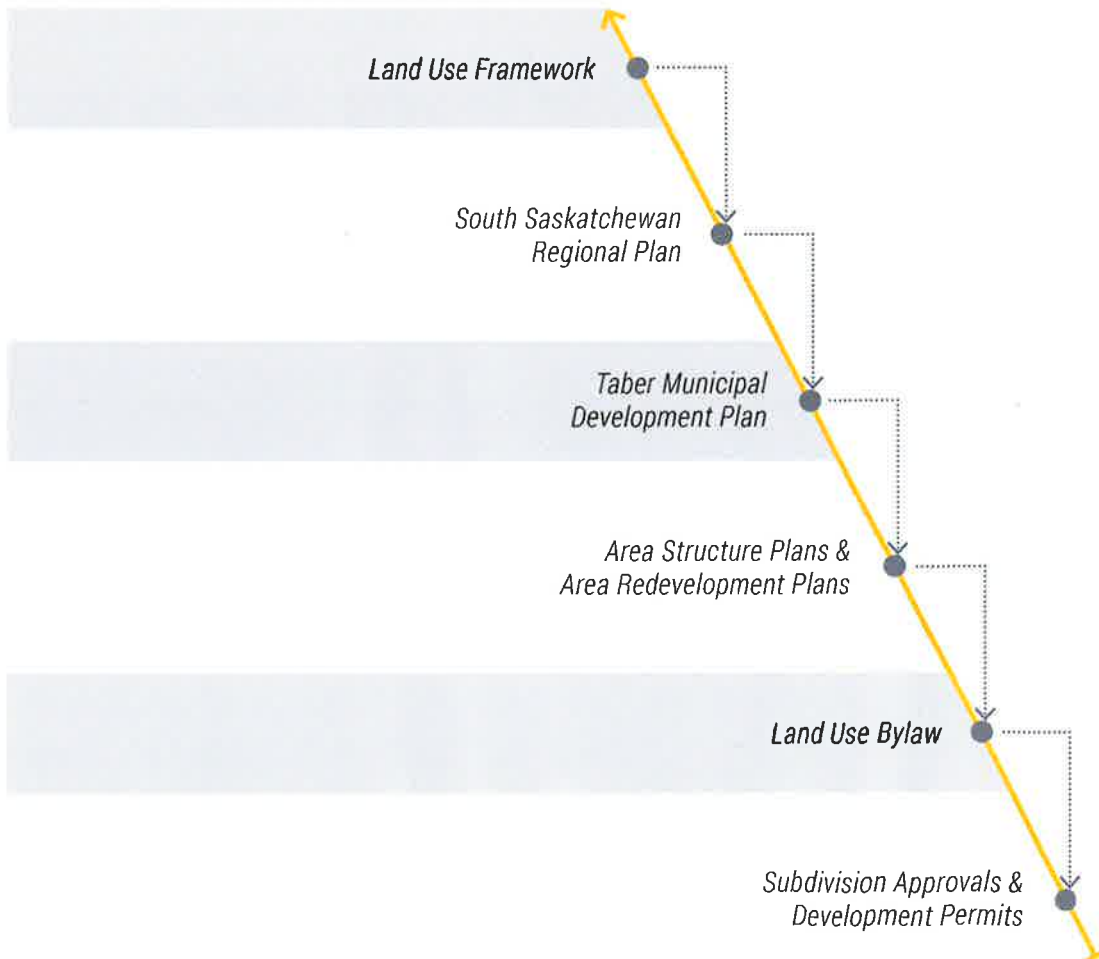 Land Use Framework
South Saskatchewan
Regional Plan
Taber Municipal
Development Plan
Area Structure Plans &
Area Redevelopment Plans
Land Use Bylaw
Subdivision Approvals &
Development Permits